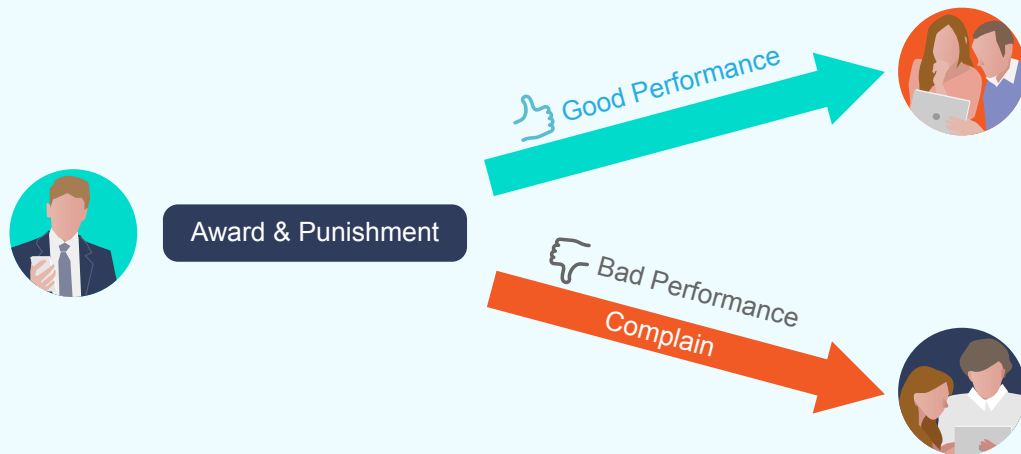 Good Performance
Award & Punishment
Bad Performance
Complain